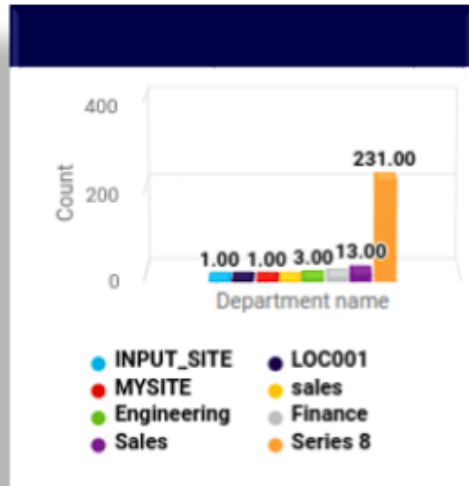 400
231.00
Count
200
1.00 1.00 3.00 13.00
0
Department name
INPUT_SITE LOC001
MYSITE sales
Engineering Finance
Sales Series 8